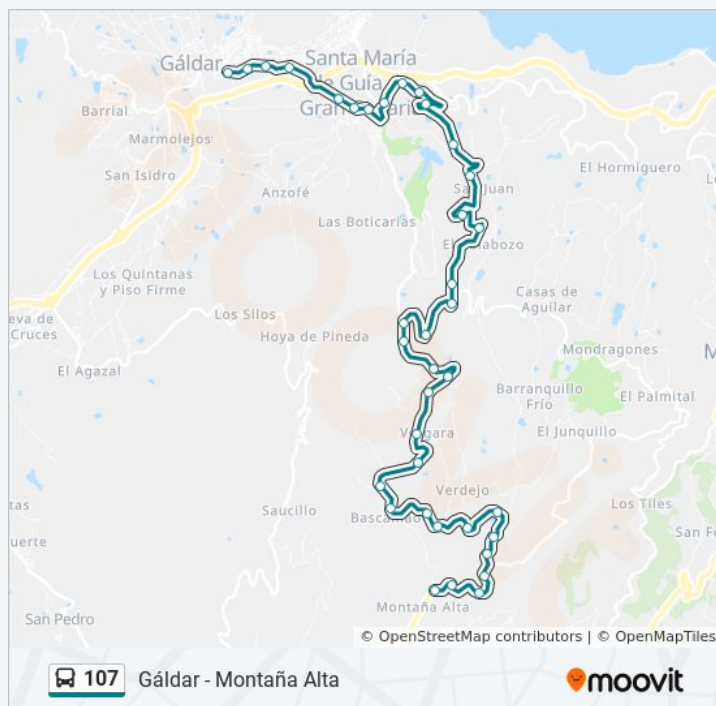 Gáldar
Santa María
de Guía
Gran Canaria
Barrial
Marmolejos
San Isidro
Anzofé
El Hormiguero
San Juan
Las Boticarias
Los Quintanas
y Piso Firme
Casas de
Aguilar
Los Silos
Hoya de Pineda
Cruces
El Agazal
Mondragones
Barranquillo
Frío
El Palmital
El Junquillo
Vergara
Verdejo
Los Tiles
Saucillo
Bascamao
San Pedro
Montaña Alta
© OpenStreetMap contributors | © OpenMapTiles
107 Gáldar - Montaña Alta
moovit